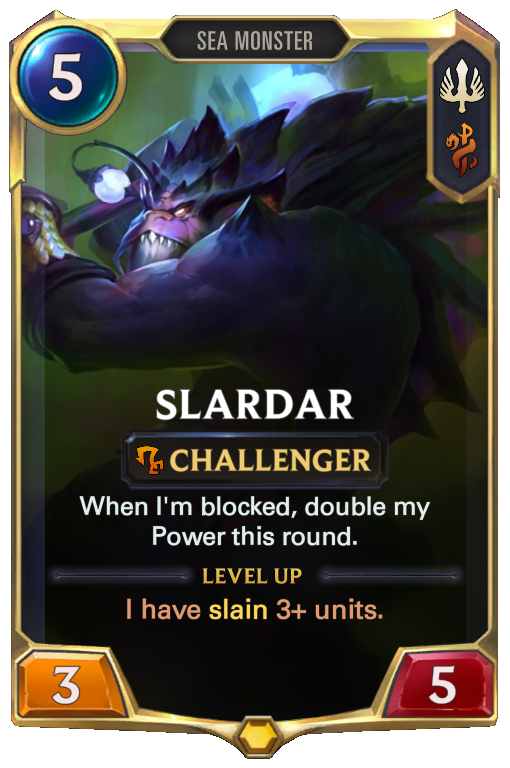 SEA MONSTER
5
SLARDAR
CHALLENGER
When I'm blocked, double my
Power this round.
LEVEL UP
I have slain 3+ units.
3
5